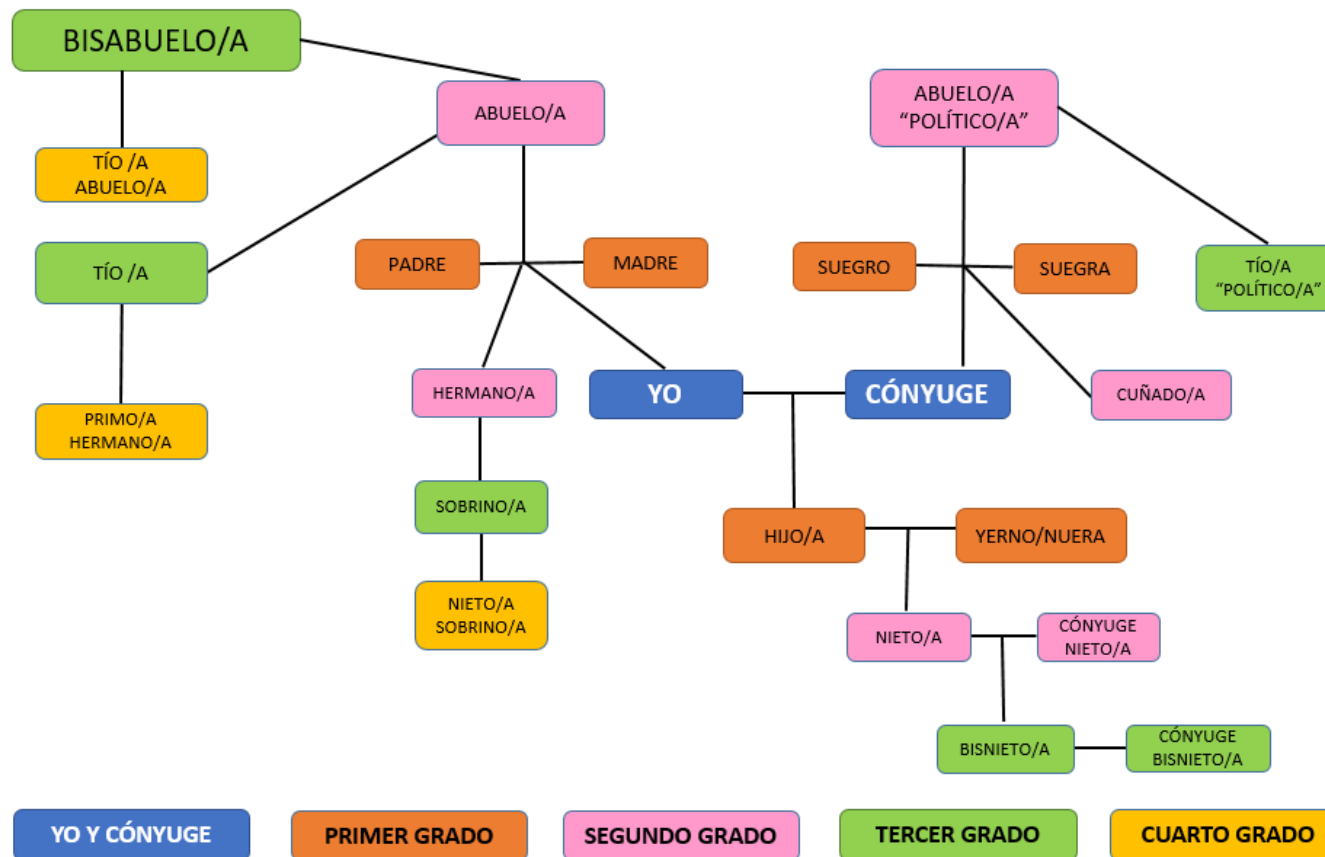 BISABUELO/A
ABUELO/A
ABUELO/A
“POLÍTICO/A”
TÍO /A
ABUELO/A
TÍO /A
PADRE
MADRE
SUEGRO
SUEGRA
TÍO/A
“POLÍTICO/A”
HERMANO/A
YO
CÓNYUGE
CUÑADO/A
PRIMO/A
HERMANO/A
SOBRINO/A
HIJO/A
YERNO/NUERA
NIETO/A
SOBRINO/A
NIETO/A
CÓNYUGE
NIETO/A
BISNIETO/A
CÓNYUGE
BISNIETO/A
YO Y CÓNYUGE
PRIMER GRADO
SEGUNDO GRADO
TERCER GRADO
CUARTO GRADO